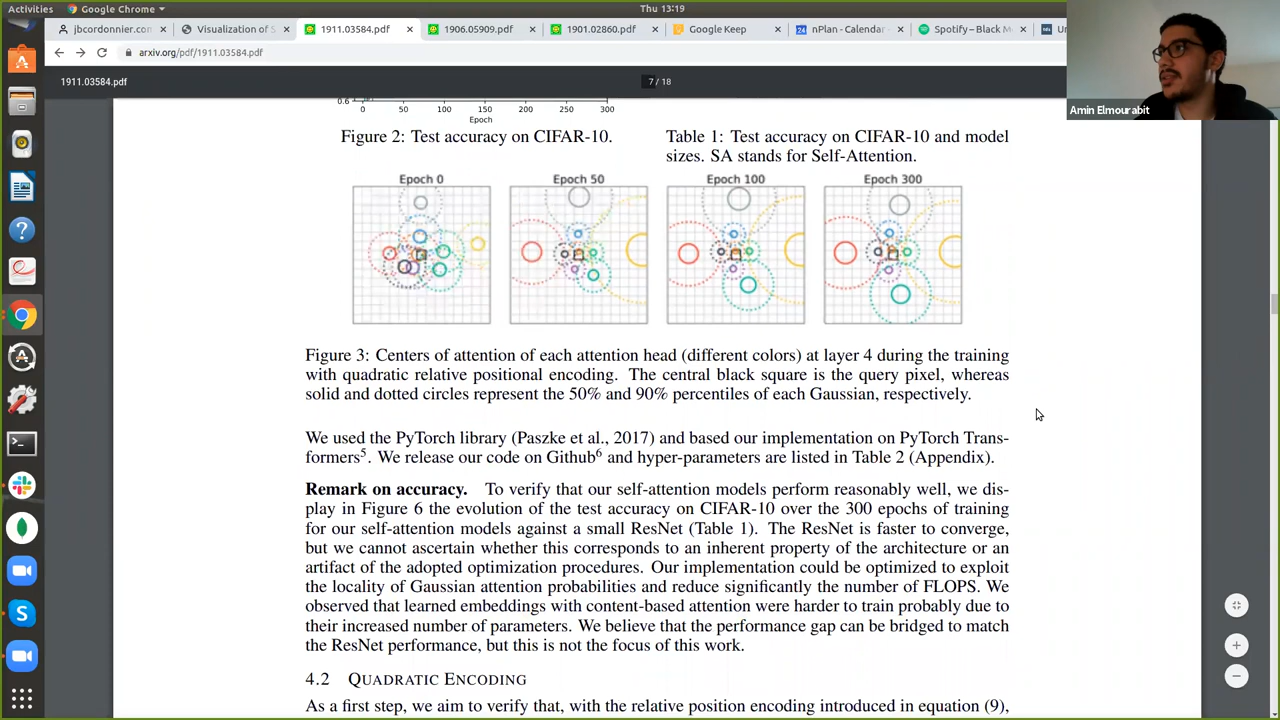 Activities
Google Chrome
Thu 13:19
jbcordonnier.com
Visualization of S
1911.03584.pdf
1906.05909.pdf
1901.02860.pdf
Google Keep
nPlan - Calendar
Spotify – Black M
Un
arxiv.org/pdf/1911.03584.pdf
1911.03584.pdf
7 / 18
Amin Elmourabit
0.6
0 50 100 150 200 250 300
Epoch
Figure 2: Test accuracy on CIFAR-10.
Table 1: Test accuracy on CIFAR-10 and model
sizes. SA stands for Self-Attention.
Epoch 0
Epoch 50
Epoch 100
Epoch 300
Figure 3: Centers of attention of each attention head (different colors) at layer 4 during the training
with quadratic relative positional encoding. The central black square is the query pixel, whereas
solid and dotted circles represent the 50% and 90% percentiles of each Gaussian, respectively.
We used the PyTorch library (Paszke et al., 2017) and based our implementation on PyTorch Trans-
formers5. We release our code on Github6 and hyper-parameters are listed in Table 2 (Appendix).
Remark on accuracy. To verify that our self-attention models perform reasonably well, we dis-
play in Figure 6 the evolution of the test accuracy on CIFAR-10 over the 300 epochs of training
for our self-attention models against a small ResNet (Table 1). The ResNet is faster to converge,
but we cannot ascertain whether this corresponds to an inherent property of the architecture or an
artifact of the adopted optimization procedures. Our implementation could be optimized to exploit
the locality of Gaussian attention probabilities and reduce significantly the number of FLOPS. We
observed that learned embeddings with content-based attention were harder to train probably due to
their increased number of parameters. We believe that the performance gap can be bridged to match
the ResNet performance, but this is not the focus of this work.
4.2 QUADRATIC ENCODING
As a first step, we aim to verify that, with the relative position encoding introduced in equation (9),